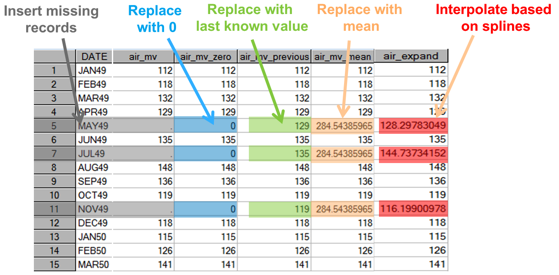 Insert missing records
Replace with 0
Replace with last known value
Replace with mean
Interpolate based on splines
DATE air_mv air_mv_zero air_mv_previous air_mv_mean air_expand
1 JAN49 112 112 112 112 112
2 FEB49 118 118 118 118 118
3 MAR49 132 132 132 132 132
4 APR49 129 129 129 129 129
5 MAY49 . 0 129 284.54385965 128.29783049
6 JUN49 135 135 135 135 135
7 JUL49 . 0 135 284.54385965 144.73734152
8 AUG49 148 148 148 148 148
9 SEP49 136 136 136 136 136
10 OCT49 119 119 119 119 119
11 NOV49 . 0 119 284.54385965 116.19900978
12 DEC49 118 118 118 118 118
13 JAN50 115 115 115 115 115
14 FEB50 126 126 126 126 126
15 MAR50 141 141 141 141 141